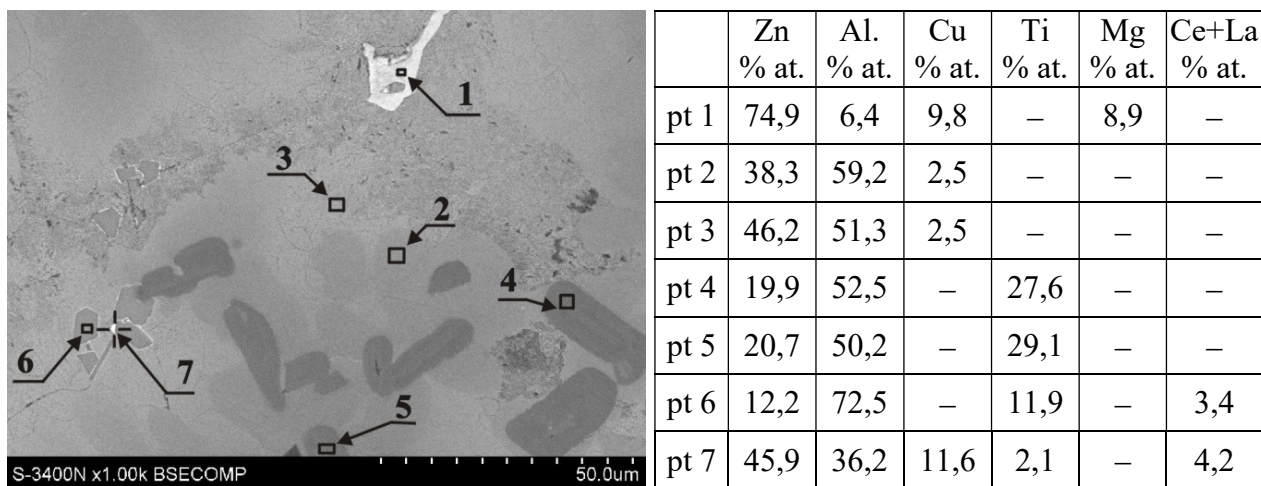 1
3
2
4
6
7
5
S-3400N x1.00k BSECOMP 50.0um
Zn Al. Cu Ti Mg Ce+La
% at. % at. % at. % at. % at. % at.
pt 1 74,9 6,4 9,8 – 8,9 –
pt 2 38,3 59,2 2,5 – – –
pt 3 46,2 51,3 2,5 – – –
pt 4 19,9 52,5 – 27,6 – –
pt 5 20,7 50,2 – 29,1 – –
pt 6 12,2 72,5 – 11,9 – 3,4
pt 7 45,9 36,2 11,6 2,1 – 4,2